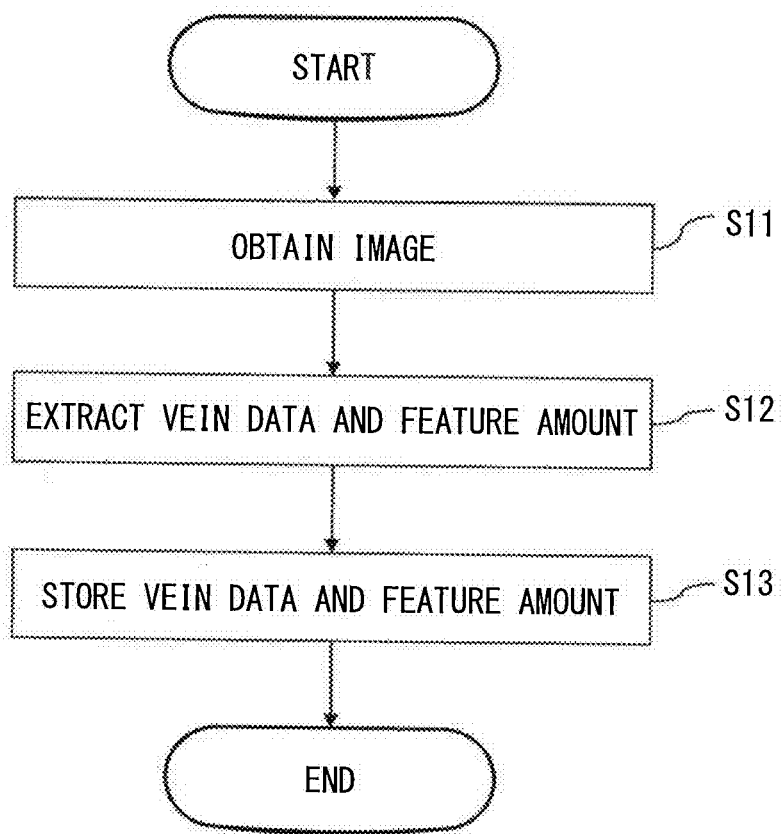 START
OBTAIN IMAGE
S11
EXTRACT VEIN DATA AND FEATURE AMOUNT
S12
STORE VEIN DATA AND FEATURE AMOUNT
S13
END